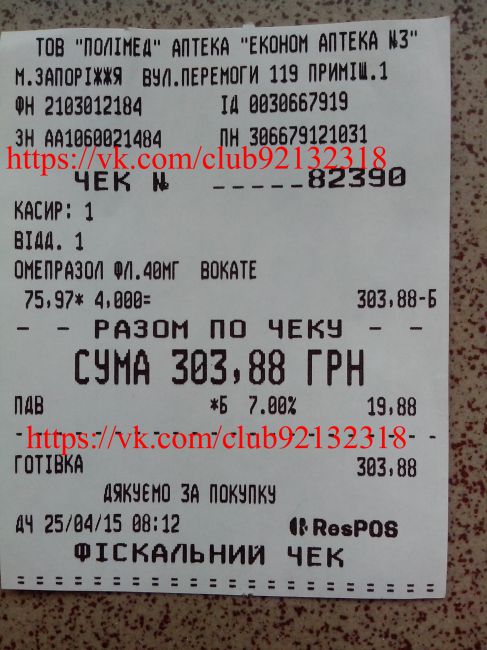 ТОВ "ПОЛІМЕД" АПТЕКА "ЕКОНОМ АПТЕКА №3"
М.ЗАПОРІЖЖЯ ВУЛ.ПЕРЕМОГИ 119 ПРИМІЩ.1
ФН 2103012184 ІД 0030667919
ЗН АА1060021484 ПН 306679121031
https://vk.com/club92132318
ЧЕК № _____82390
КАСИР: 1
ВІДД. 1
ОМЕПРАЗОЛ ФЛ.40МГ ВОКАТЕ
75,97* 4,000= 303,88-Б
- - РАЗОМ ПО ЧЕКУ - -
СУМА 303,88 ГРН
ПДВ *Б 7.00% 19,88
https://vk.com/club92132318
ГОТІВКА 303,88
ДЯКУЄМО ЗА ПОКУПКУ
ДЧ 25/04/15 08:12 ResPOS
ФІСКАЛЬНИЙ ЧЕК